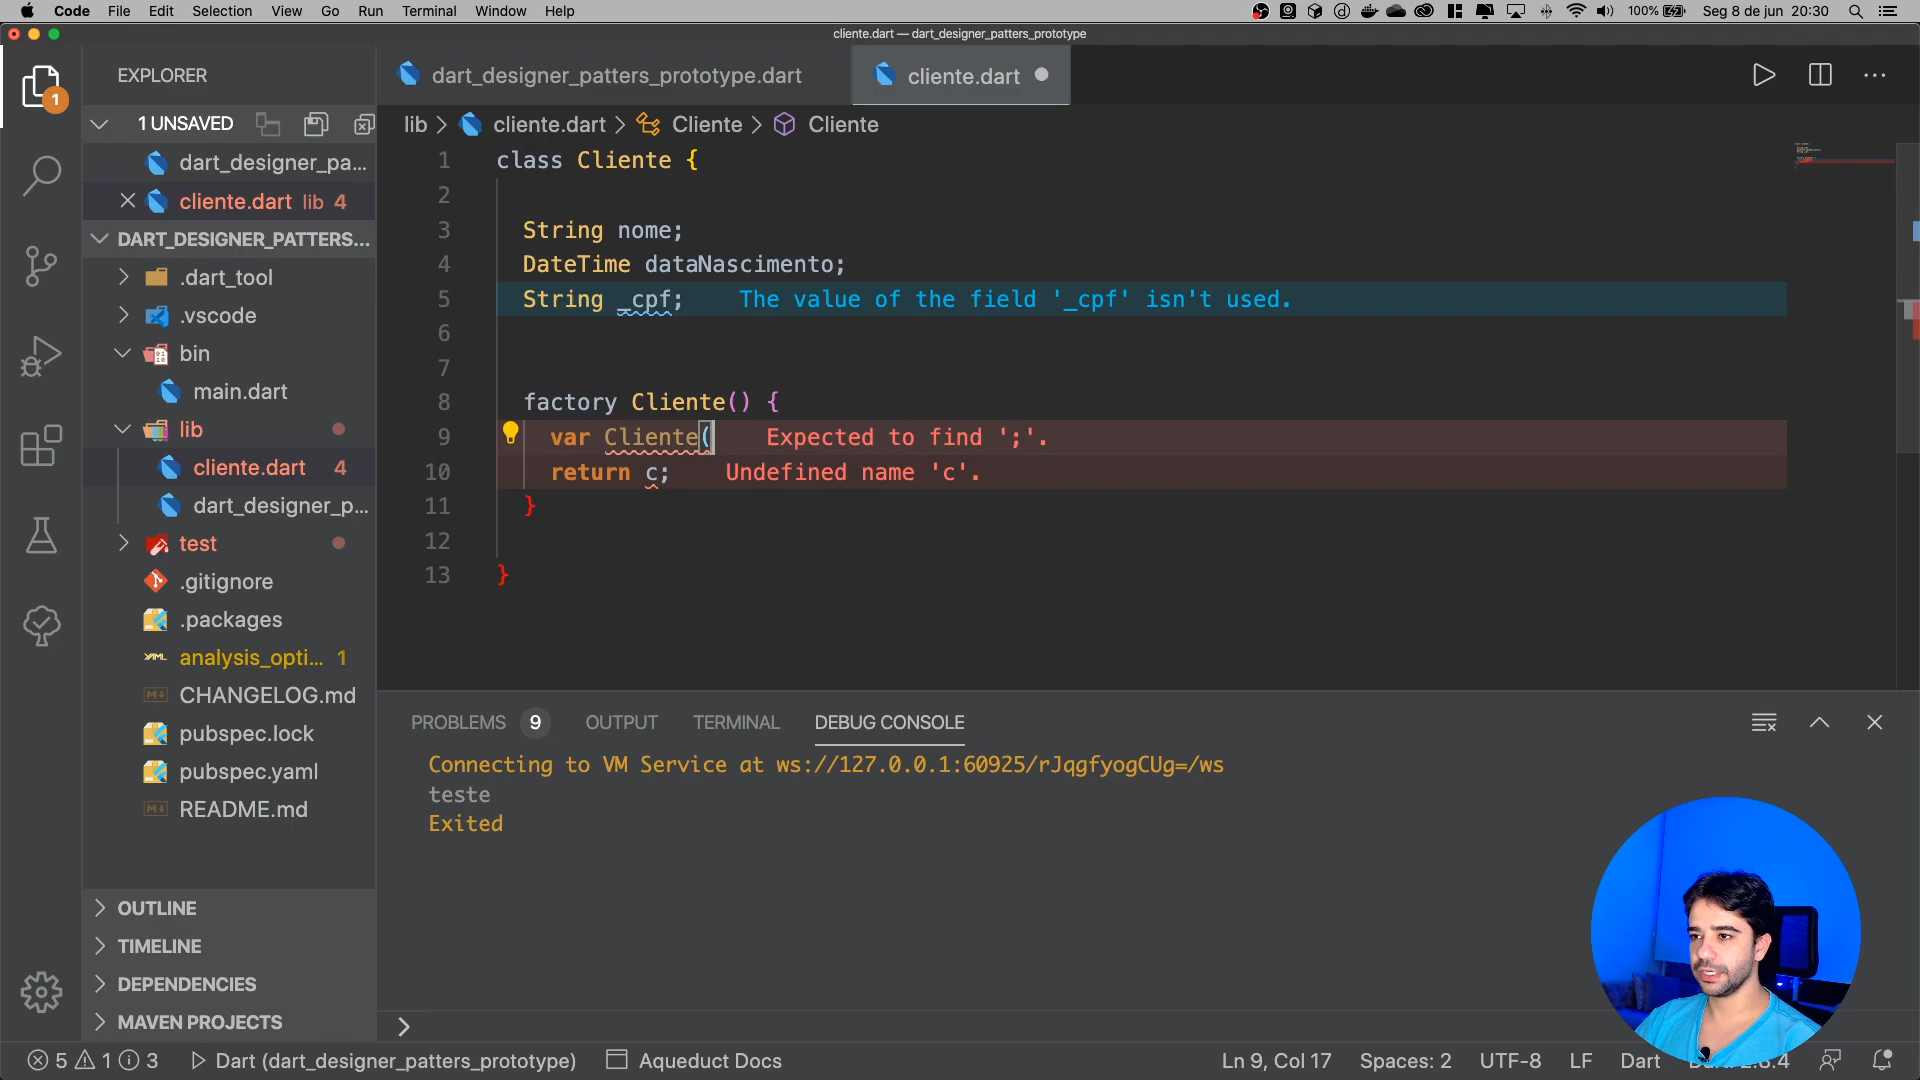 Code File Edit Selection View Go Run Terminal Window Help 100% Seg 8 de jun 20:30
cliente.dart — dart_designer_patters_prototype
EXPLORER
dart_designer_patters_prototype.dart
cliente.dart
1
1 UNSAVED
lib > cliente.dart > Cliente > Cliente
dart_designer_pa...
cliente.dart lib 4
DART_DESIGNER_PATTERS...
.dart_tool
.vscode
bin
main.dart
lib
cliente.dart 4
dart_designer_p...
test
.gitignore
.packages
analysis_opti... 1
CHANGELOG.md
pubspec.lock
pubspec.yaml
README.md
OUTLINE
TIMELINE
DEPENDENCIES
MAVEN PROJECTS
1 class Cliente {
2
3 String nome;
4 DateTime dataNascimento;
5 String _cpf; The value of the field '_cpf' isn't used.
6
7
8 factory Cliente() {
9 var Cliente( Expected to find ';'.
10 return c; Undefined name 'c'.
11 }
12
13 }
PROBLEMS 9 OUTPUT TERMINAL DEBUG CONSOLE
Connecting to VM Service at ws://127.0.0.1:60925/rJqgfyogCUg=/ws
teste
Exited
5 1 3 Dart (dart_designer_patters_prototype) Aqueduct Docs Ln 9, Col 17 Spaces: 2 UTF-8 LF Dart